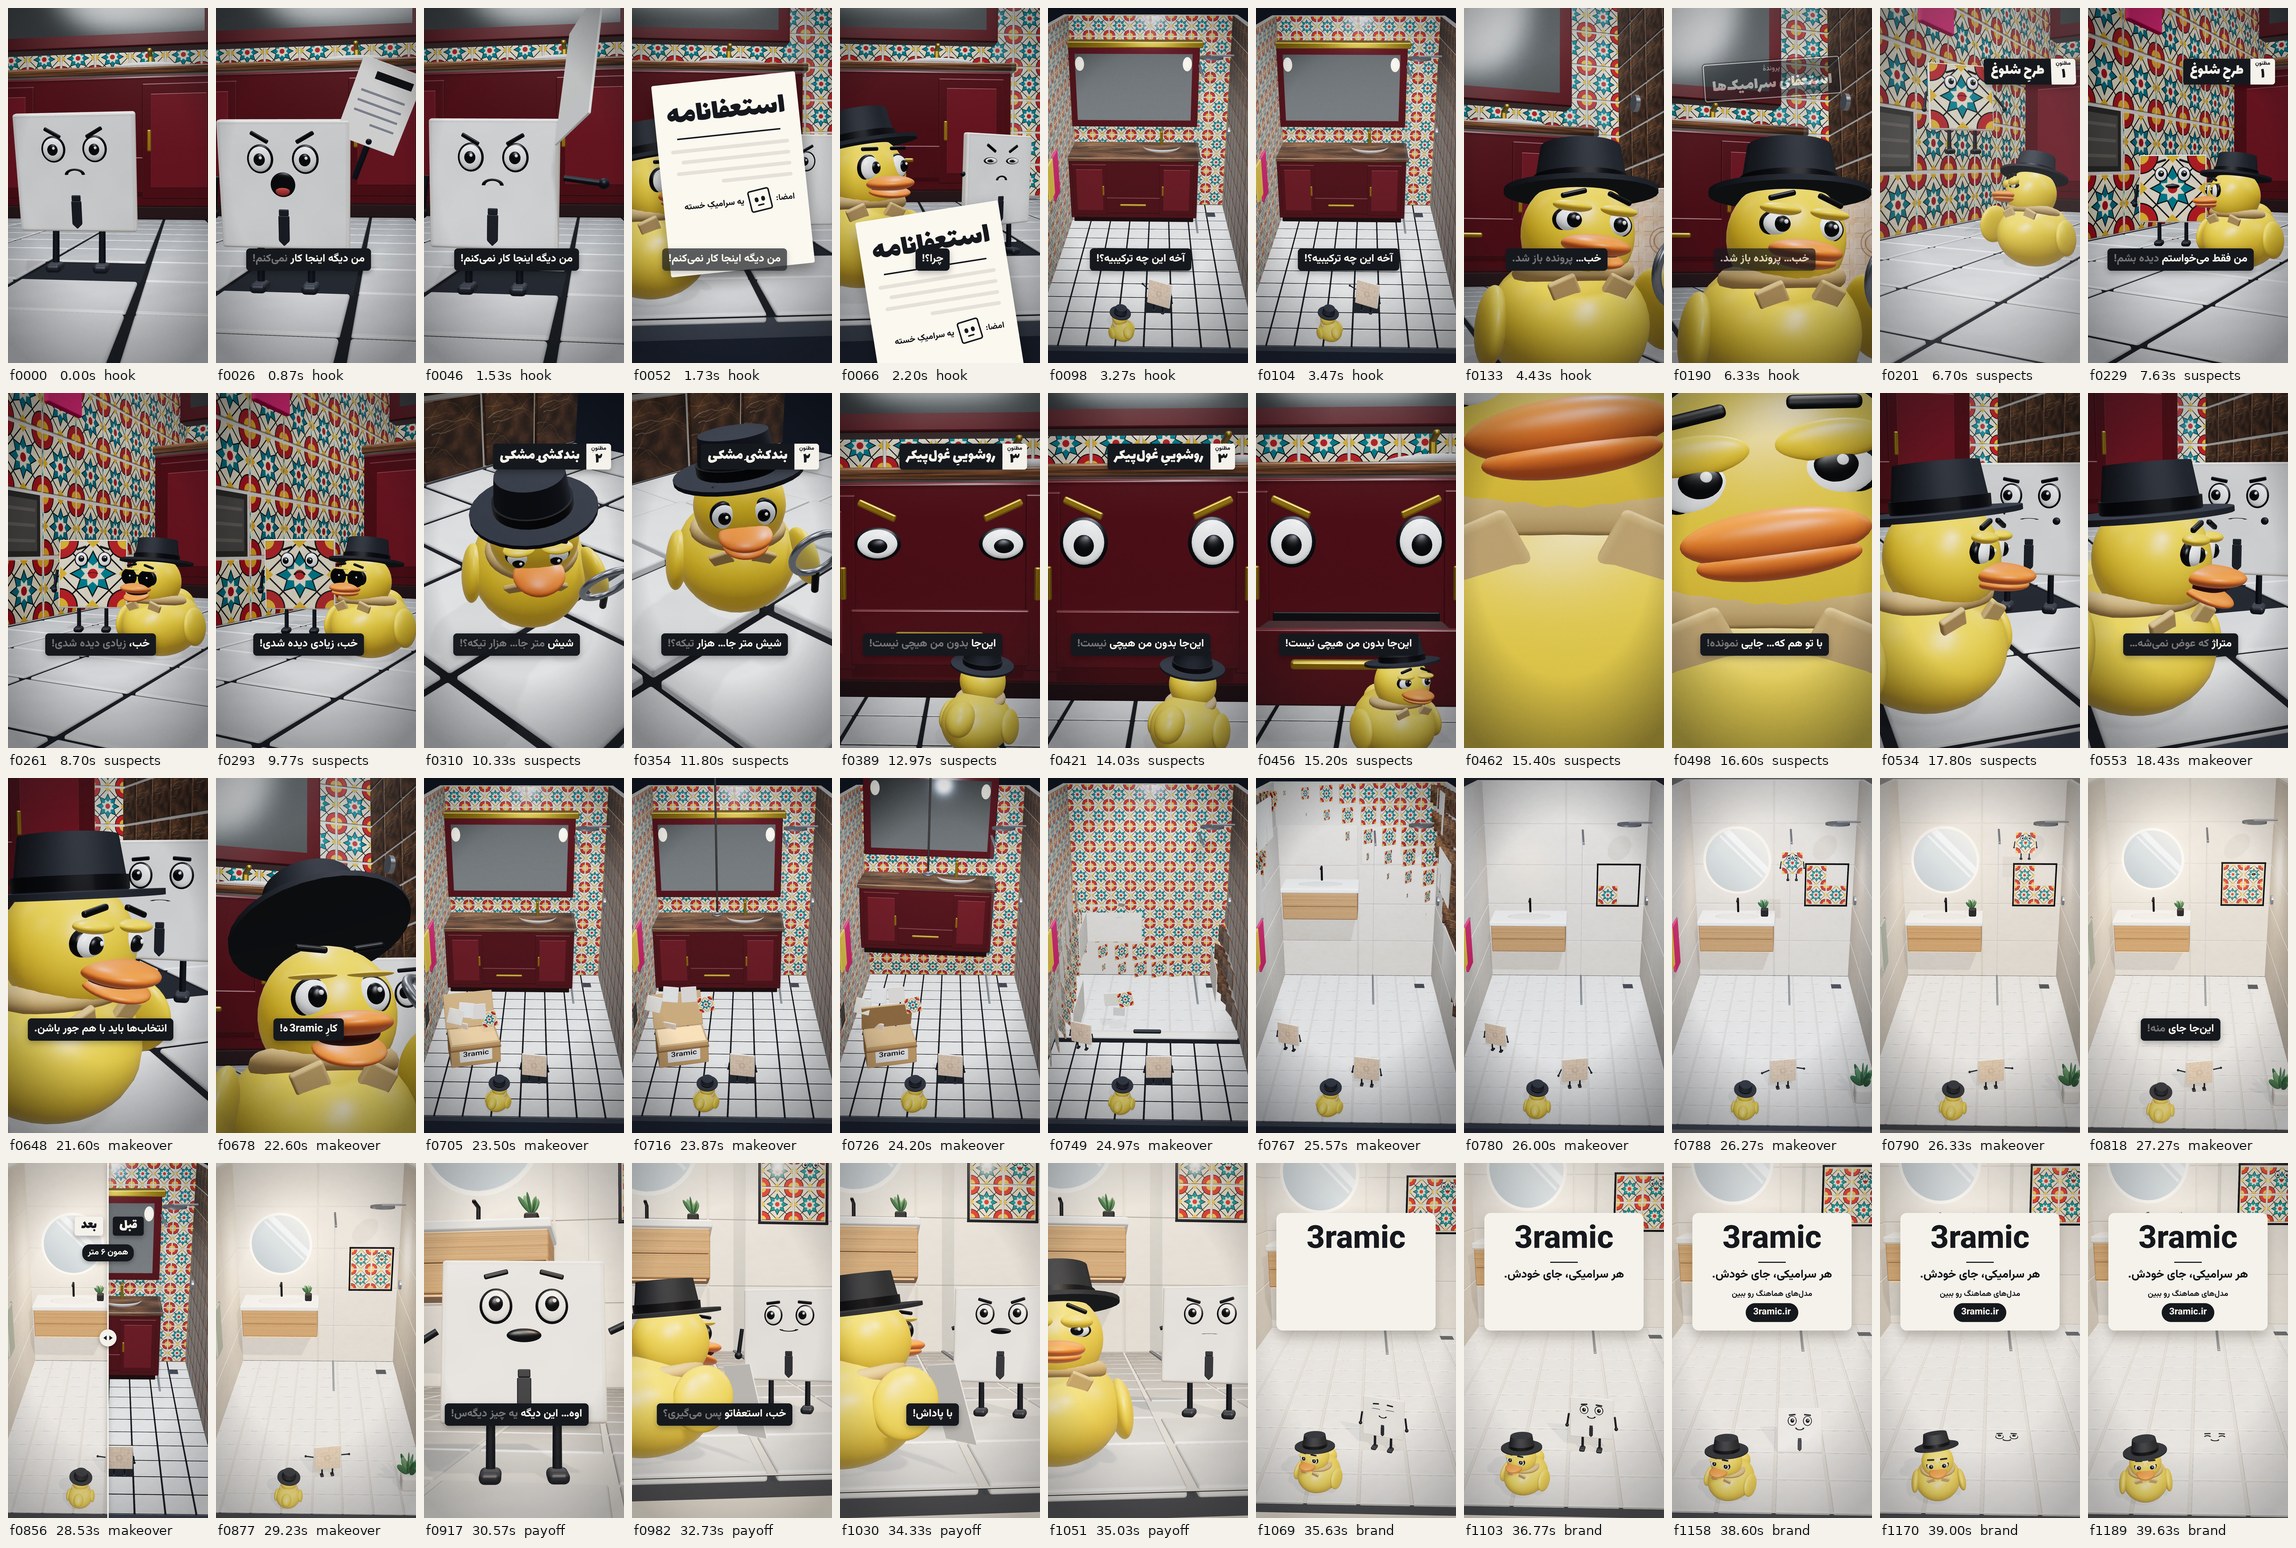 من دیگه اینجا کار نمی‌کنم!
من دیگه اینجا کار نمی‌کنم!
استعفانامه
امضا: یه سرامیکِ خسته
من دیگه اینجا کار نمی‌کنم!
استعفانامه
چرا؟!
امضا: یه سرامیکِ خسته
آخه این چه ترکیبیه؟!
آخه این چه ترکیبیه؟!
خب... پرونده باز شد.
پروندهٔ
استعفای سرامیک‌ها
خب... پرونده باز شد.
مظنون ۱ طرح شلوغ
مظنون ۱ طرح شلوغ
من فقط می‌خواستم دیده بشم!
f0000 0.00s hook
f0026 0.87s hook
f0046 1.53s hook
f0052 1.73s hook
f0066 2.20s hook
f0098 3.27s hook
f0104 3.47s hook
f0133 4.43s hook
f0190 6.33s hook
f0201 6.70s suspects
f0229 7.63s suspects
خب، زیادی دیده شدی!
خب، زیادی دیده شدی!
مظنون ۲ بندکشیِ مشکی
شیش متر جا... هزار تیکه؟!
مظنون ۲ بندکشیِ مشکی
شیش متر جا... هزار تیکه؟!
مظنون ۳ روشوییِ غول‌پیکر
این‌جا بدون من هیچی نیست!
مظنون ۳ روشوییِ غول‌پیکر
این‌جا بدون من هیچی نیست!
مظنون ۳ روشوییِ غول‌پیکر
این‌جا بدون من هیچی نیست!
با تو هم که... جایی نمونده!
متراژ که عوض نمی‌شه...
f0261 8.70s suspects
f0293 9.77s suspects
f0310 10.33s suspects
f0354 11.80s suspects
f0389 12.97s suspects
f0421 14.03s suspects
f0456 15.20s suspects
f0462 15.40s suspects
f0498 16.60s suspects
f0534 17.80s suspects
f0553 18.43s makeover
انتخاب‌ها باید با هم جور باشن.
کارِ 3ramicه!
3ramic
3ramic
3ramic
این‌جا جای منه!
f0648 21.60s makeover
f0678 22.60s makeover
f0705 23.50s makeover
f0716 23.87s makeover
f0726 24.20s makeover
f0749 24.97s makeover
f0767 25.57s makeover
f0780 26.00s makeover
f0788 26.27s makeover
f0790 26.33s makeover
f0818 27.27s makeover
قبل
بعد
همون ۶ متر
اوه... این دیگه یه چیز دیگه‌س!
خب، استعفاتو پس می‌گیری؟
با پاداش!
3ramic
3ramic
هر سرامیکی، جای خودش.
3ramic
هر سرامیکی، جای خودش.
مدل‌های هماهنگ رو ببین
3ramic.ir
3ramic
هر سرامیکی، جای خودش.
مدل‌های هماهنگ رو ببین
3ramic.ir
3ramic
هر سرامیکی، جای خودش.
مدل‌های هماهنگ رو ببین
3ramic.ir
f0856 28.53s makeover
f0877 29.23s makeover
f0917 30.57s payoff
f0982 32.73s payoff
f1030 34.33s payoff
f1051 35.03s payoff
f1069 35.63s brand
f1103 36.77s brand
f1158 38.60s brand
f1170 39.00s brand
f1189 39.63s brand